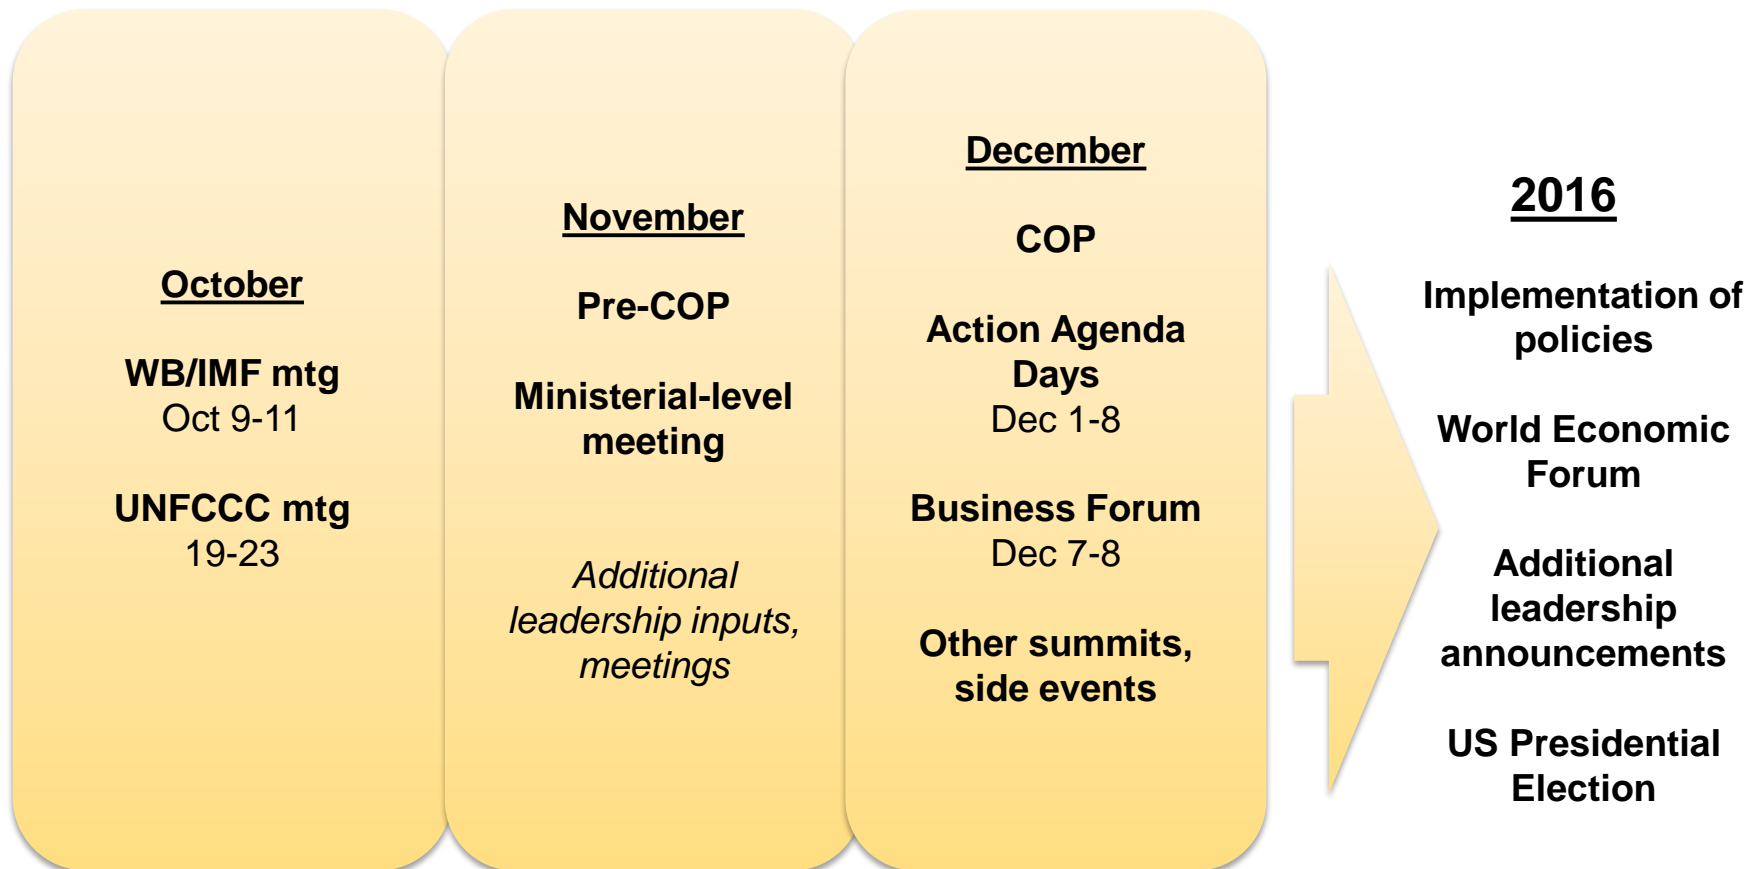 October
WB/IMF mtg
Oct 9-11
UNFCCC mtg
19-23
November
Pre-COP
Ministerial-level
meeting
Additional
leadership inputs,
meetings
December
COP
Action Agenda
Days
Dec 1-8
Business Forum
Dec 7-8
Other summits,
side events
2016
Implementation of
policies
World Economic
Forum
Additional
leadership
announcements
US Presidential
Election